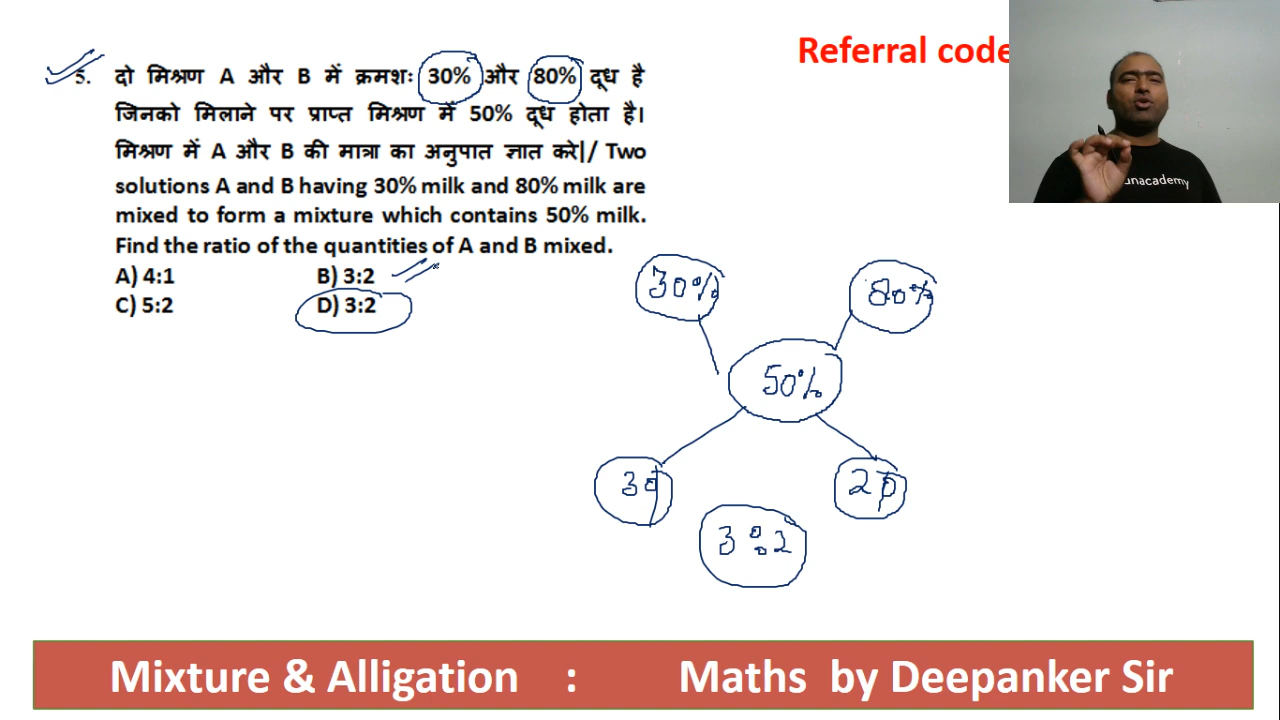 Referral code
5. दो मिश्रण A और B में क्रमशः 30% और 80% दूध है
जिनको मिलाने पर प्राप्त मिश्रण में 50% दूध होता है।
मिश्रण में A और B की मात्रा का अनुपात ज्ञात करे|/ Two
solutions A and B having 30% milk and 80% milk are
mixed to form a mixture which contains 50% milk.
Find the ratio of the quantities of A and B mixed.
A) 4:1 B) 3:2
C) 5:2 D) 3:2
30% 80%
50%
30 20
3:2
unacademy
Mixture & Alligation : Maths by Deepanker Sir